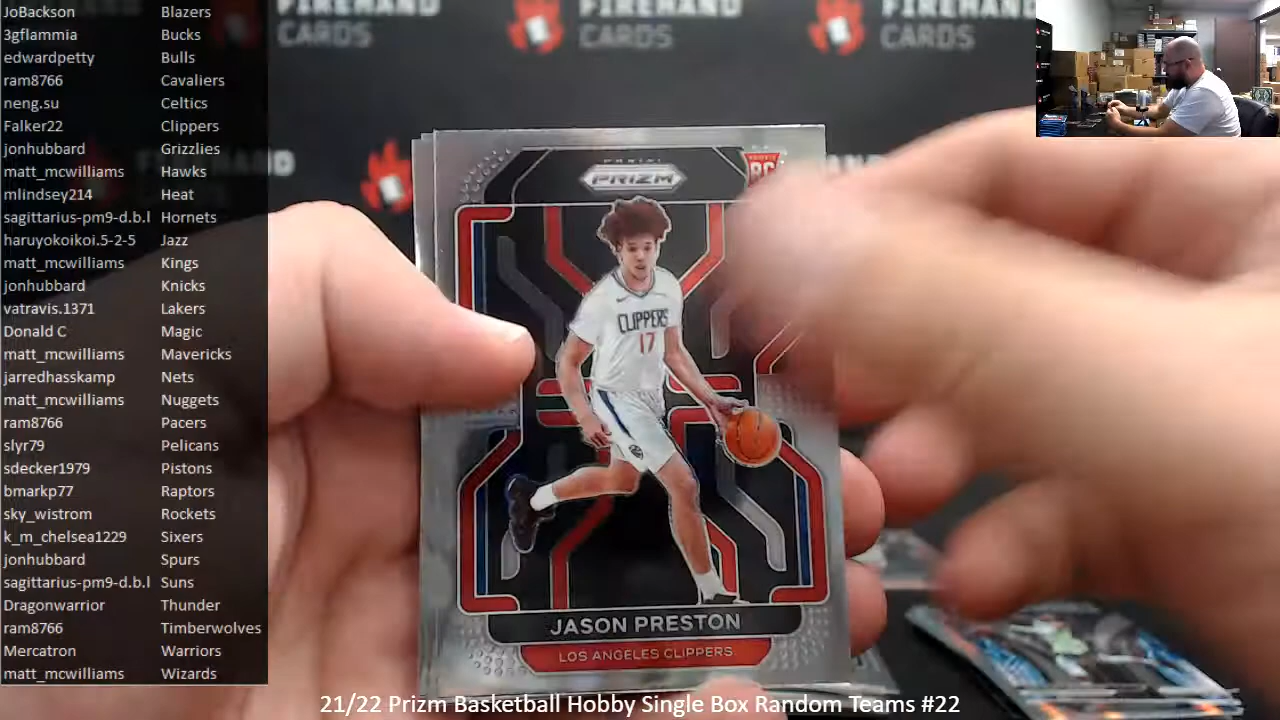 JoBackson Blazers
3gflammia Bucks
edwardpetty Bulls
ram8766 Cavaliers
neng.su Celtics
Falker22 Clippers
jonhubbard Grizzlies
matt_mcwilliams Hawks
mlindsey214 Heat
sagittarius-pm9-d.b.l Hornets
haruyokoikoi.5-2-5 Jazz
matt_mcwilliams Kings
jonhubbard Knicks
vatravis.1371 Lakers
Donald C Magic
matt_mcwilliams Mavericks
jarredhasskamp Nets
matt_mcwilliams Nuggets
ram8766 Pacers
slyr79 Pelicans
sdecker1979 Pistons
bmarkp77 Raptors
sky_wistrom Rockets
k_m_chelsea1229 Sixers
jonhubbard Spurs
sagittarius-pm9-d.b.l Suns
Dragonwarrior Thunder
ram8766 Timberwolves
Mercatron Warriors
matt_mcwilliams Wizards
FIREHAND
CARDS
FIREHAND
CARDS
FIREHAND
CARDS
PANINI
PRIZM
RC
CLIPPERS
17
JASON PRESTON
LOS ANGELES CLIPPERS
21/22 Prizm Basketball Hobby Single Box Random Teams #22